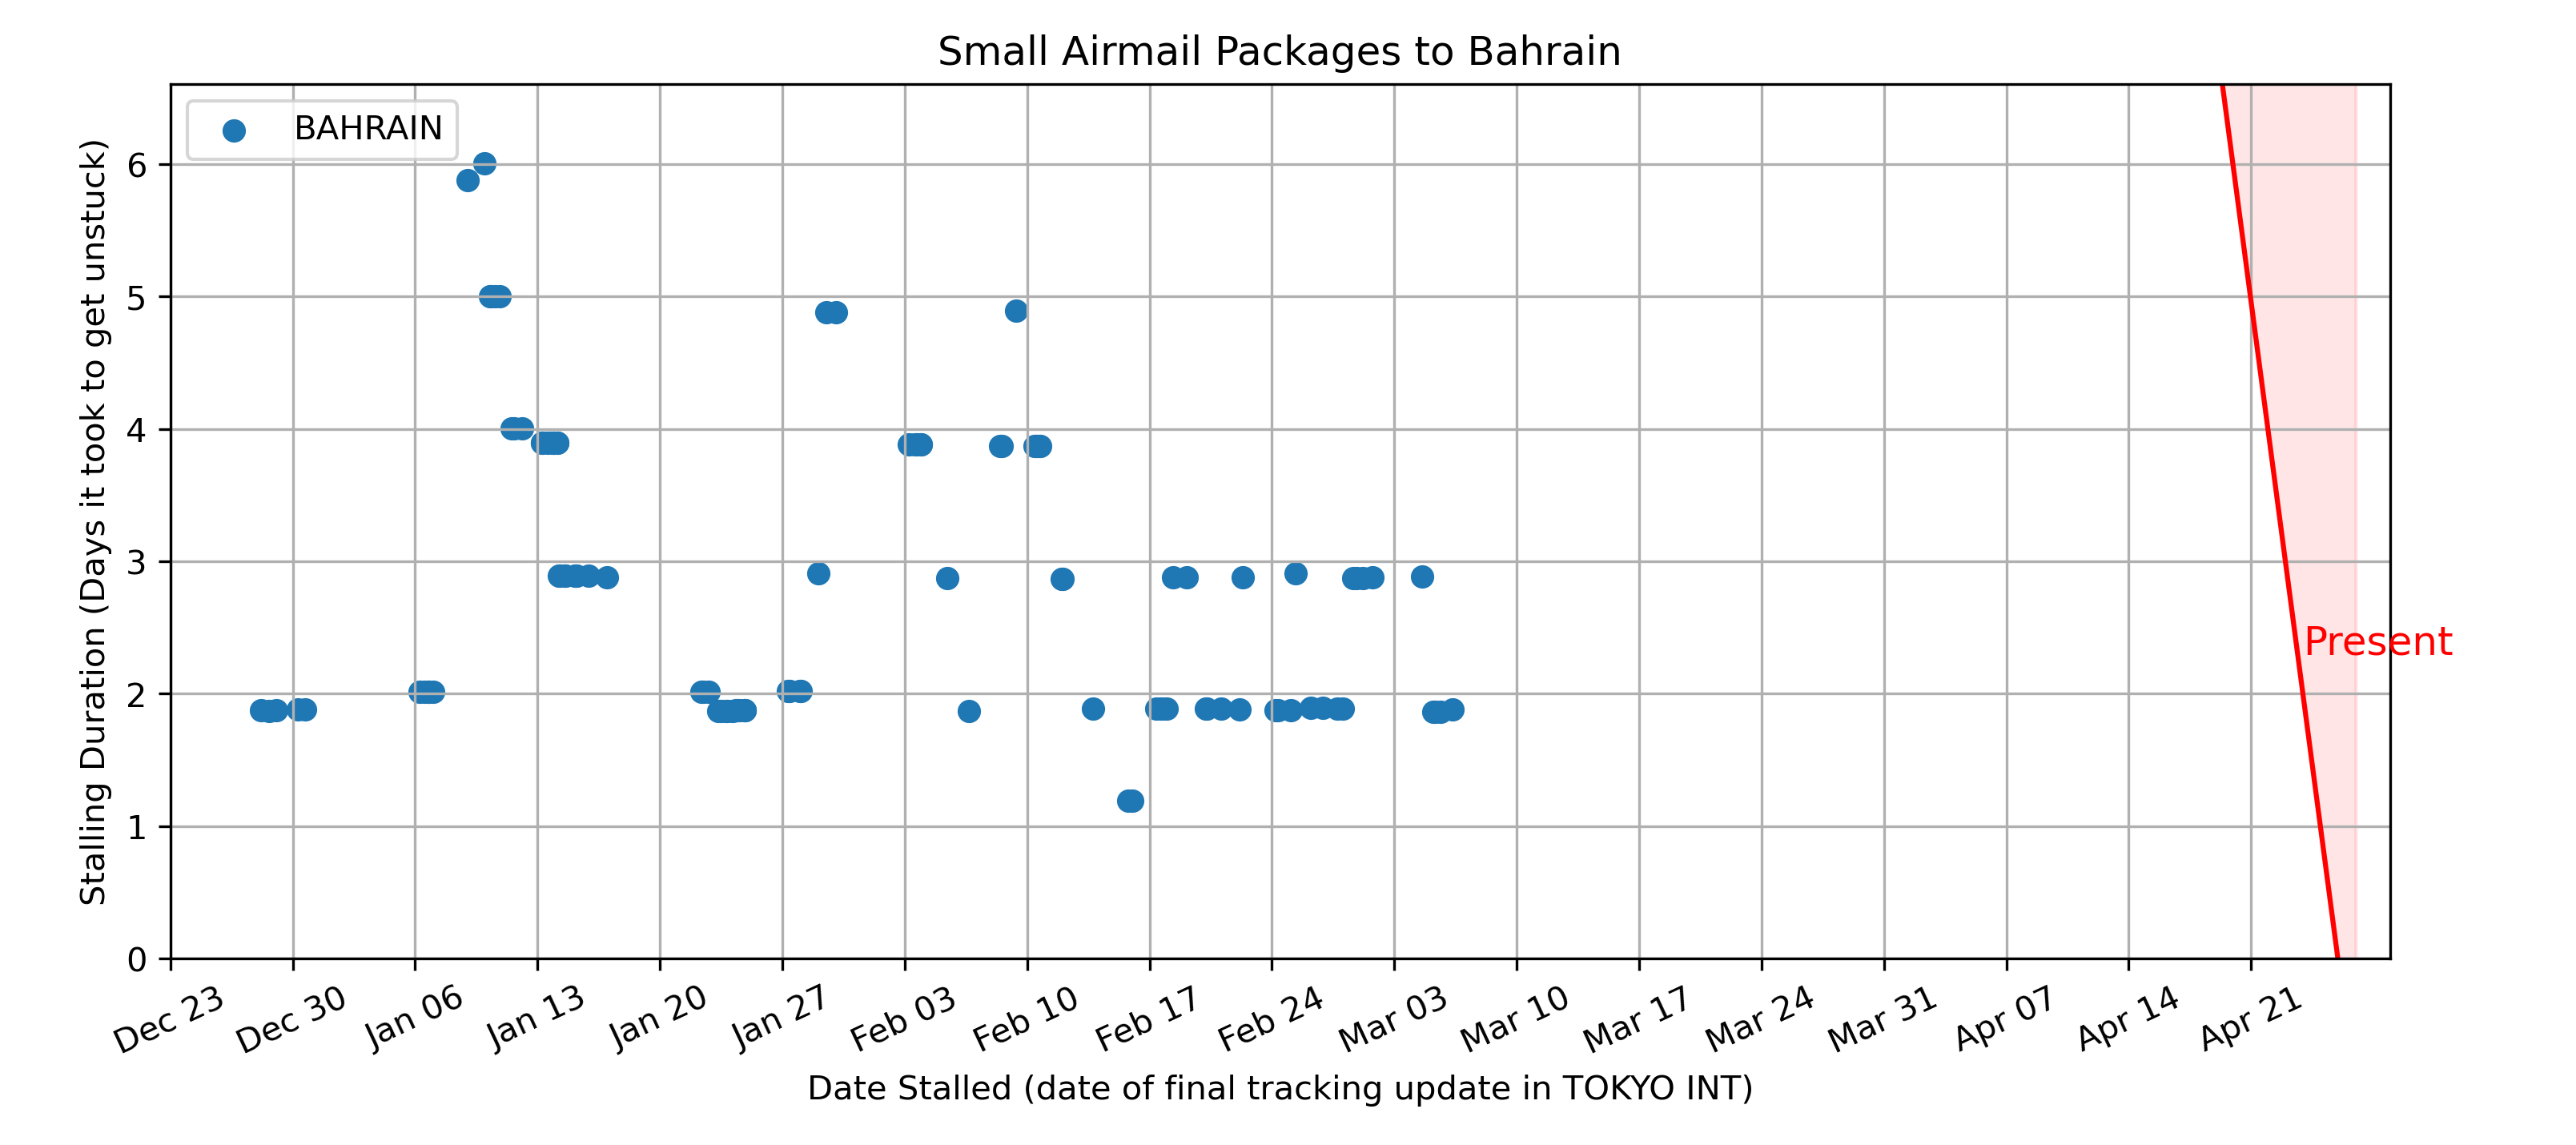 Small Airmail Packages to Bahrain
BAHRAIN
Stalling Duration (Days it took to get unstuck)
6
5
4
3
2
1
0
Present
Dec 23
Dec 30
Jan 06
Jan 13
Jan 20
Jan 27
Feb 03
Feb 10
Feb 17
Feb 24
Mar 03
Mar 10
Mar 17
Mar 24
Mar 31
Apr 07
Apr 14
Apr 21
Date Stalled (date of final tracking update in TOKYO INT)